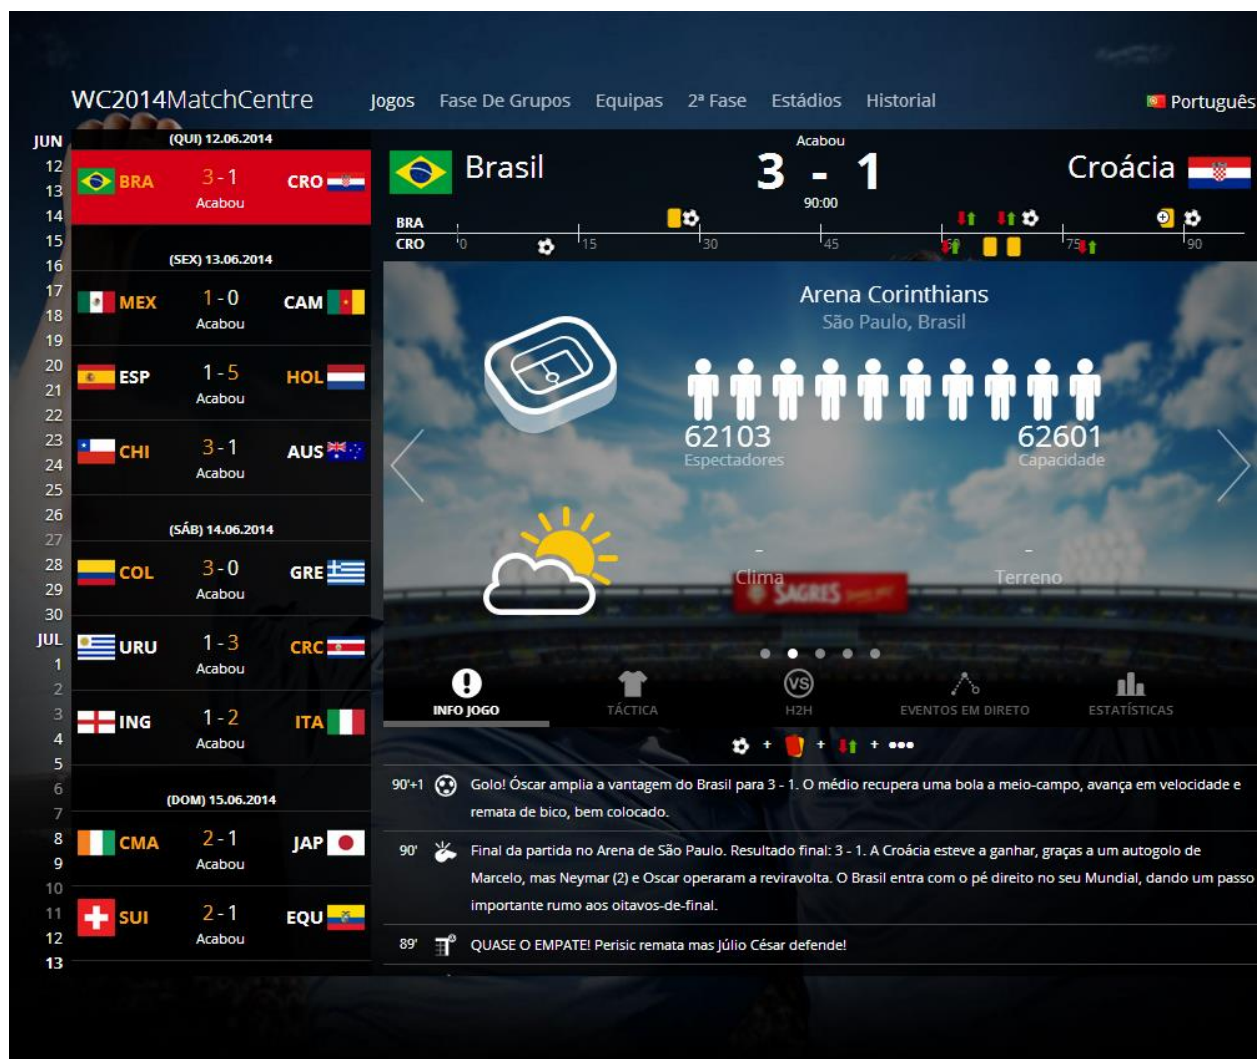 WC2014MatchCentre
Jogos Fase De Grupos Equipas 2ª Fase Estádios Historial
Português
JUN
12
13
14
15
16
17
18
19
20
21
22
23
24
25
26
27
28
29
30
JUL
1
2
3
4
5
6
7
8
9
10
11
12
13
(QUI) 12.06.2014
BRA 3 - 1 CRO
Acabou
(SEX) 13.06.2014
MEX 1 - 0 CAM
Acabou
ESP 1 - 5 HOL
Acabou
CHI 3 - 1 AUS
Acabou
(SÁB) 14.06.2014
COL 3 - 0 GRE
Acabou
URU 1 - 3 CRC
Acabou
ING 1 - 2 ITA
Acabou
(DOM) 15.06.2014
CMA 2 - 1 JAP
Acabou
SUI 2 - 1 EQU
Acabou
Acabou
Brasil 3 - 1 Croácia
90:00
BRA
CRO 0 15 30 45 60 75 90
Arena Corinthians
São Paulo, Brasil
62103 62601
Espectadores Capacidade
- -
Clima Terreno
SAGRES
INFO JOGO TÁCTICA H2H EVENTOS EM DIRETO ESTATÍSTICAS
VS
+ + +
90'+1 Golo! Óscar amplia a vantagem do Brasil para 3 - 1. O médio recupera uma bola a meio-campo, avança em velocidade e
remata de bico, bem colocado.
90' Final da partida no Arena de São Paulo. Resultado final: 3 - 1. A Croácia esteve a ganhar, graças a um autogolo de
Marcelo, mas Neymar (2) e Oscar operaram a reviravolta. O Brasil entra com o pé direito no seu Mundial, dando um passo
importante rumo aos oitavos-de-final.
89' QUASE O EMPATE! Perisic remata mas Júlio César defende!